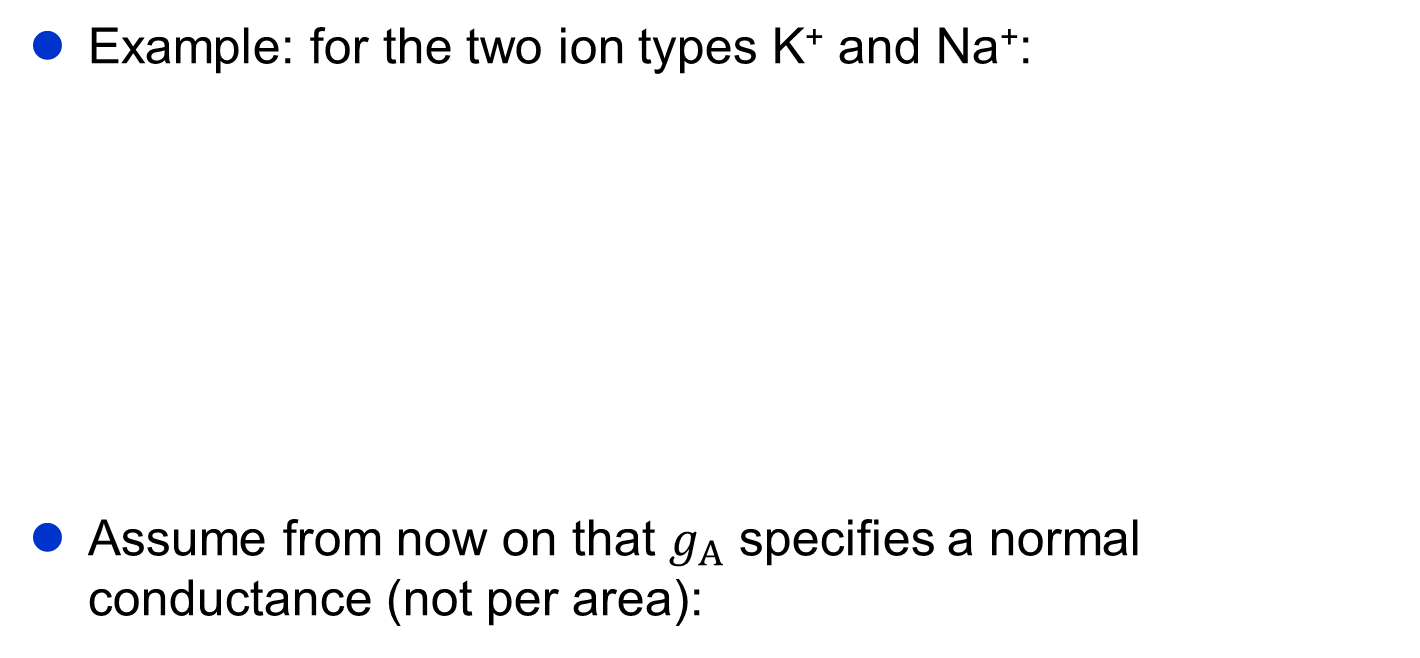 ● Example: for the two ion types K⁺ and Na⁺:
● Assume from now on that g_A specifies a normal
conductance (not per area):